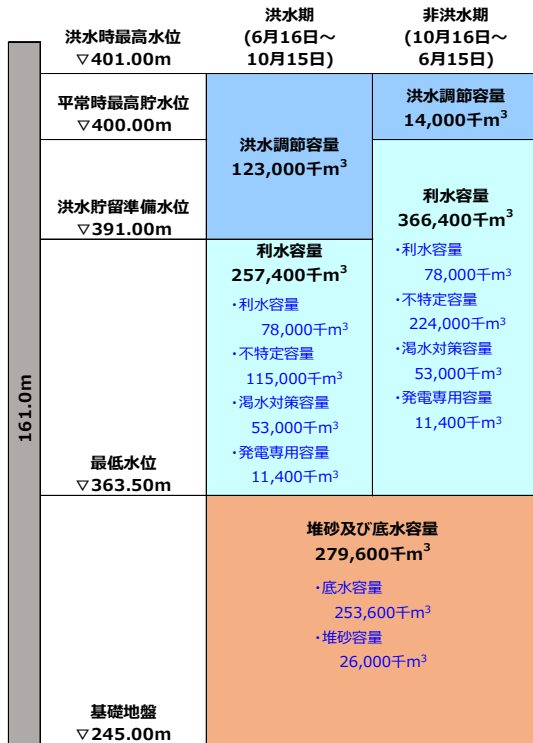 洪水期
(6月16日～
10月15日)
非洪水期
(10月16日～
6月15日)
洪水時最高水位
▽401.00m
平常時最高貯水位
▽400.00m
洪水貯留準備水位
▽391.00m
最低水位
▽363.50m
基礎地盤
▽245.00m
161.0m
洪水調節容量
123,000千m³
利水容量
257,400千m³
・利水容量
78,000千m³
・不特定容量
115,000千m³
・渇水対策容量
53,000千m³
・発電専用容量
11,400千m³
洪水調節容量
14,000千m³
利水容量
366,400千m³
・利水容量
78,000千m³
・不特定容量
224,000千m³
・渇水対策容量
53,000千m³
・発電専用容量
11,400千m³
堆砂及び底水容量
279,600千m³
・底水容量
253,600千m³
・堆砂容量
26,000千m³